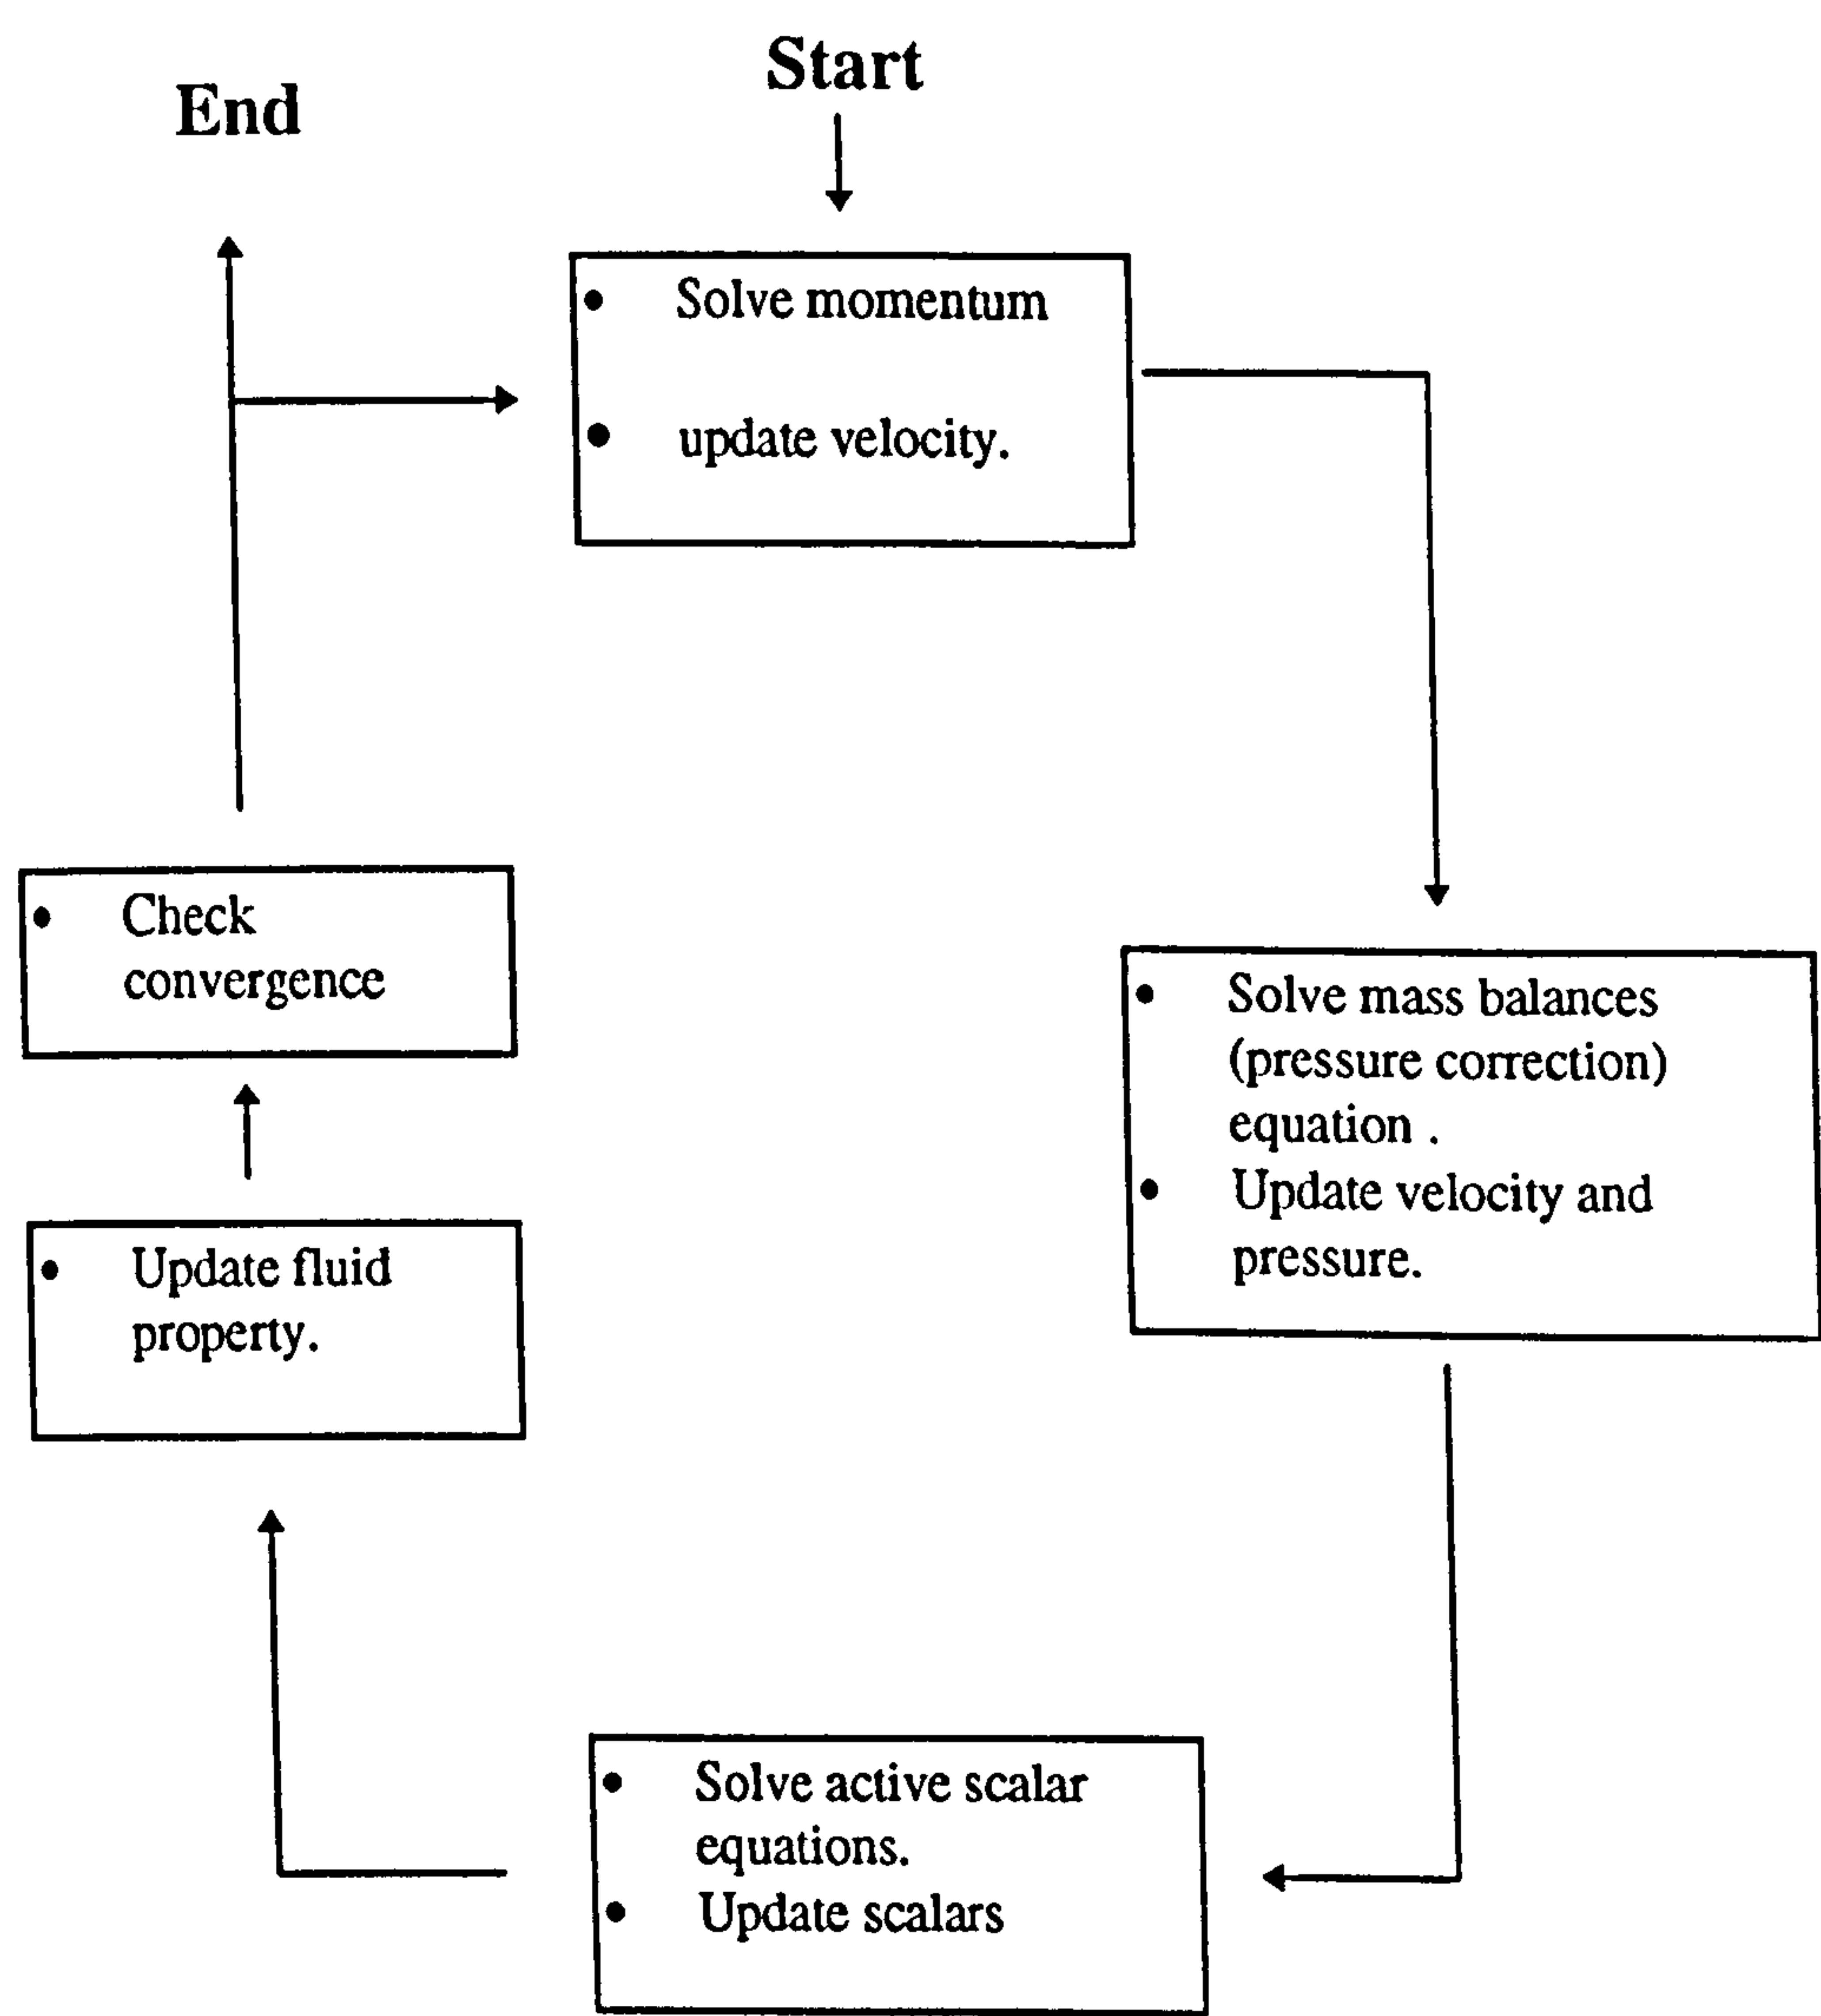 Start
End
• Solve momentum
• update velocity.
• Solve mass balances
(pressure correction)
equation .
• Update velocity and
pressure.
• Solve active scalar
equations.
• Update scalars
• Update fluid
property.
• Check
convergence